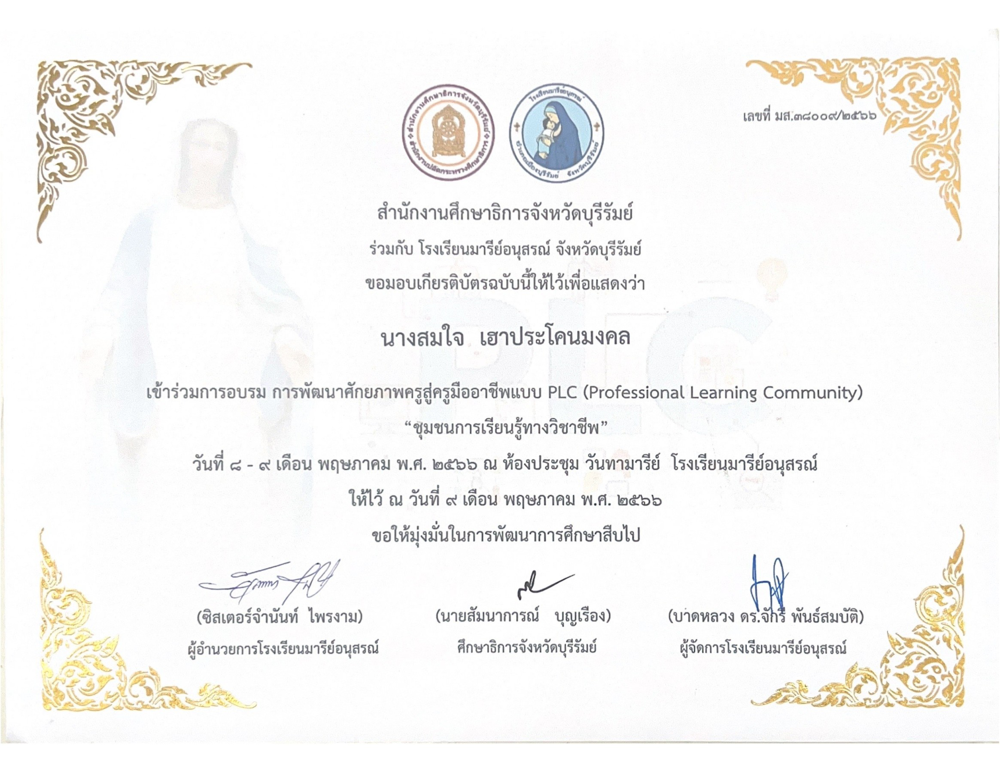 สำนักงานศึกษาธิการจังหวัดบุรีรัมย์
สำนักงานปลัดกระทรวงศึกษาธิการ
โรงเรียนมารีย์อนุสรณ์
อำเภอเมืองบุรีรัมย์ จังหวัดบุรีรัมย์
เลขที่ มส.๓๘๐๐๙/๒๕๖๖
สำนักงานศึกษาธิการจังหวัดบุรีรัมย์
ร่วมกับ โรงเรียนมารีย์อนุสรณ์ จังหวัดบุรีรัมย์
ขอมอบเกียรติบัตรฉบับนี้ให้ไว้เพื่อแสดงว่า
นางสมใจ เฮาประโคนมงคล
เข้าร่วมการอบรม การพัฒนาศักยภาพครูสู่ครูมืออาชีพแบบ PLC (Professional Learning Community)
“ชุมชนการเรียนรู้ทางวิชาชีพ”
วันที่ ๘ - ๙ เดือน พฤษภาคม พ.ศ. ๒๕๖๖ ณ ห้องประชุม วันทามารีย์ โรงเรียนมารีย์อนุสรณ์
ให้ไว้ ณ วันที่ ๙ เดือน พฤษภาคม พ.ศ. ๒๕๖๖
ขอให้มุ่งมั่นในการพัฒนาการศึกษาสืบไป
(ซิสเตอร์จำนันท์ ไพรงาม) (นายสัมนาการณ์ บุญเรือง) (บาดหลวง ดร.จักรี พันธ์สมบัติ)
ผู้อำนวยการโรงเรียนมารีย์อนุสรณ์ ศึกษาธิการจังหวัดบุรีรัมย์ ผู้จัดการโรงเรียนมารีย์อนุสรณ์
PLC